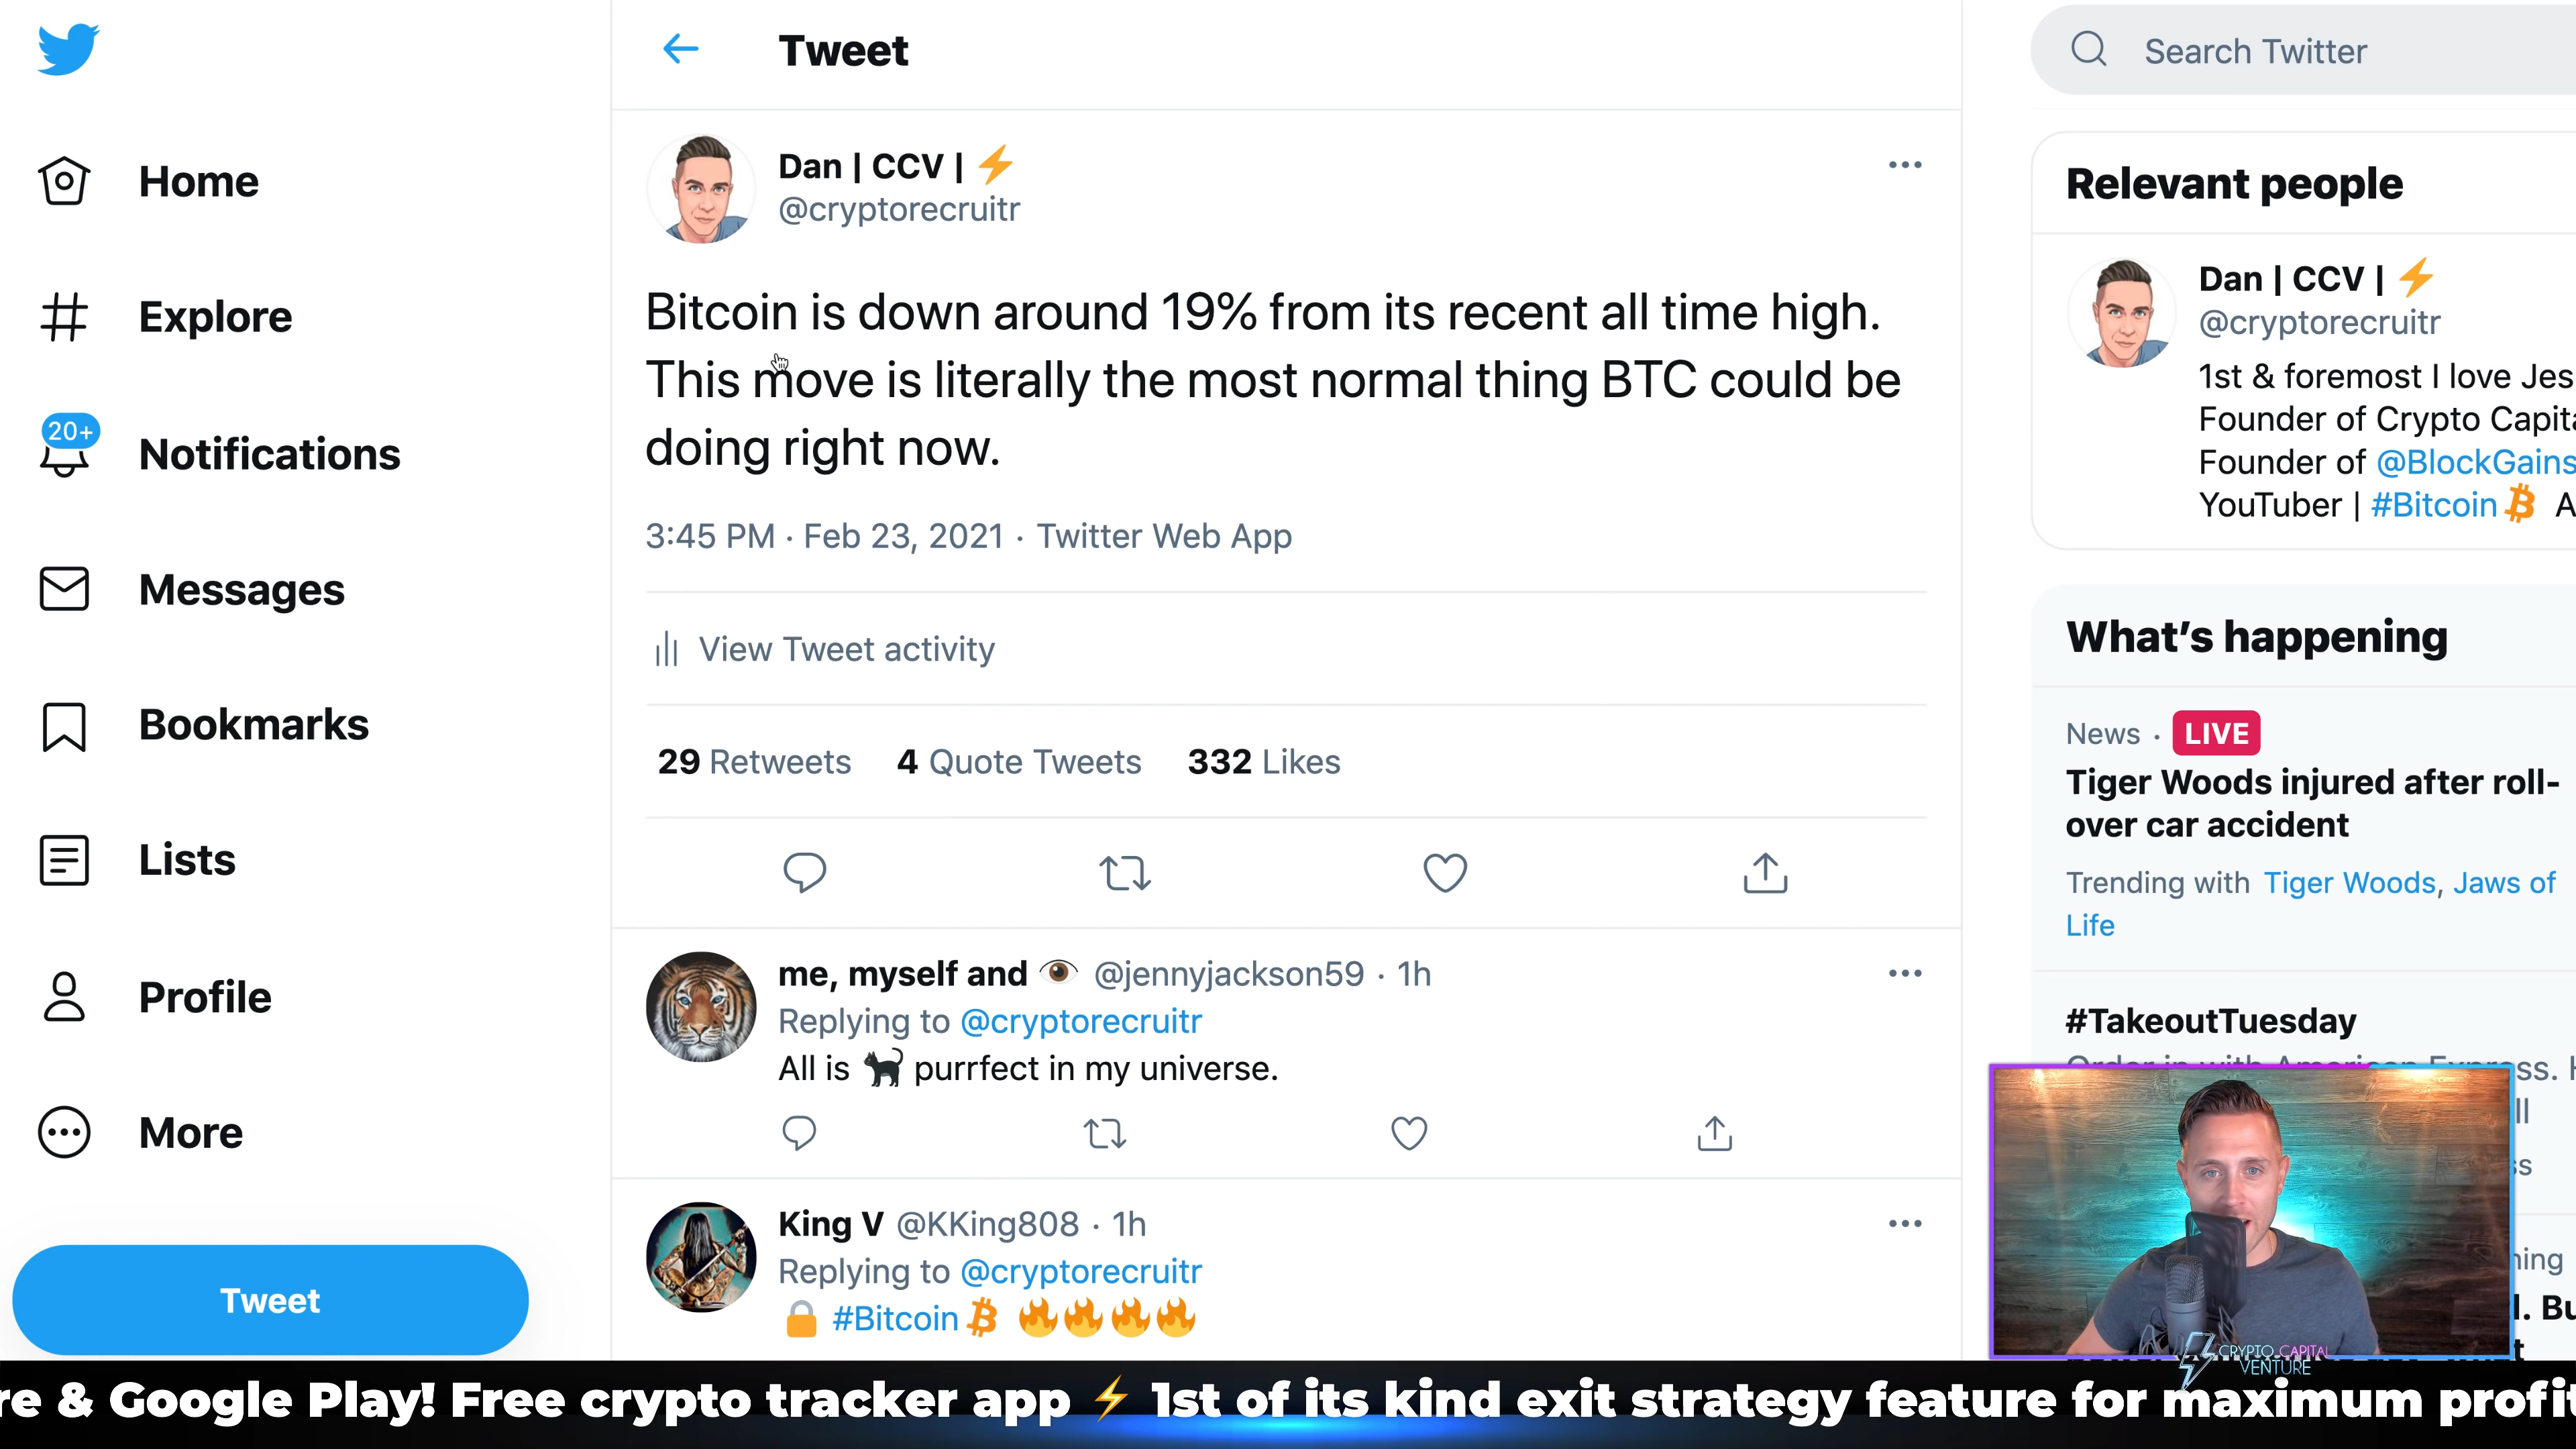 Home
Explore
20+
Notifications
Messages
Bookmarks
Lists
Profile
More
Tweet
Tweet
Dan | CCV | ⚡
@cryptorecruitr
Bitcoin is down around 19% from its recent all time high.
This move is literally the most normal thing BTC could be
doing right now.
3:45 PM · Feb 23, 2021 · Twitter Web App
View Tweet activity
29 Retweets 4 Quote Tweets 332 Likes
me, myself and 👁 @jennyjackson59 · 1h
Replying to @cryptorecruitr
All is 🐈‍⬛ purrfect in my universe.
King V @KKing808 · 1h
Replying to @cryptorecruitr
🔒 #Bitcoin 🔥🔥🔥🔥
Search Twitter
Relevant people
Dan | CCV | ⚡
@cryptorecruitr
1st & foremost I love Jes
Founder of Crypto Capita
Founder of @BlockGains
YouTuber | #Bitcoin A
What's happening
News · LIVE
Tiger Woods injured after roll-
over car accident
Trending with Tiger Woods, Jaws of
Life
#TakeoutTuesday
Order in with American Express.
CRYPTO CAPITAL
VENTURE
re & Google Play! Free crypto tracker app ⚡ 1st of its kind exit strategy feature for maximum profit